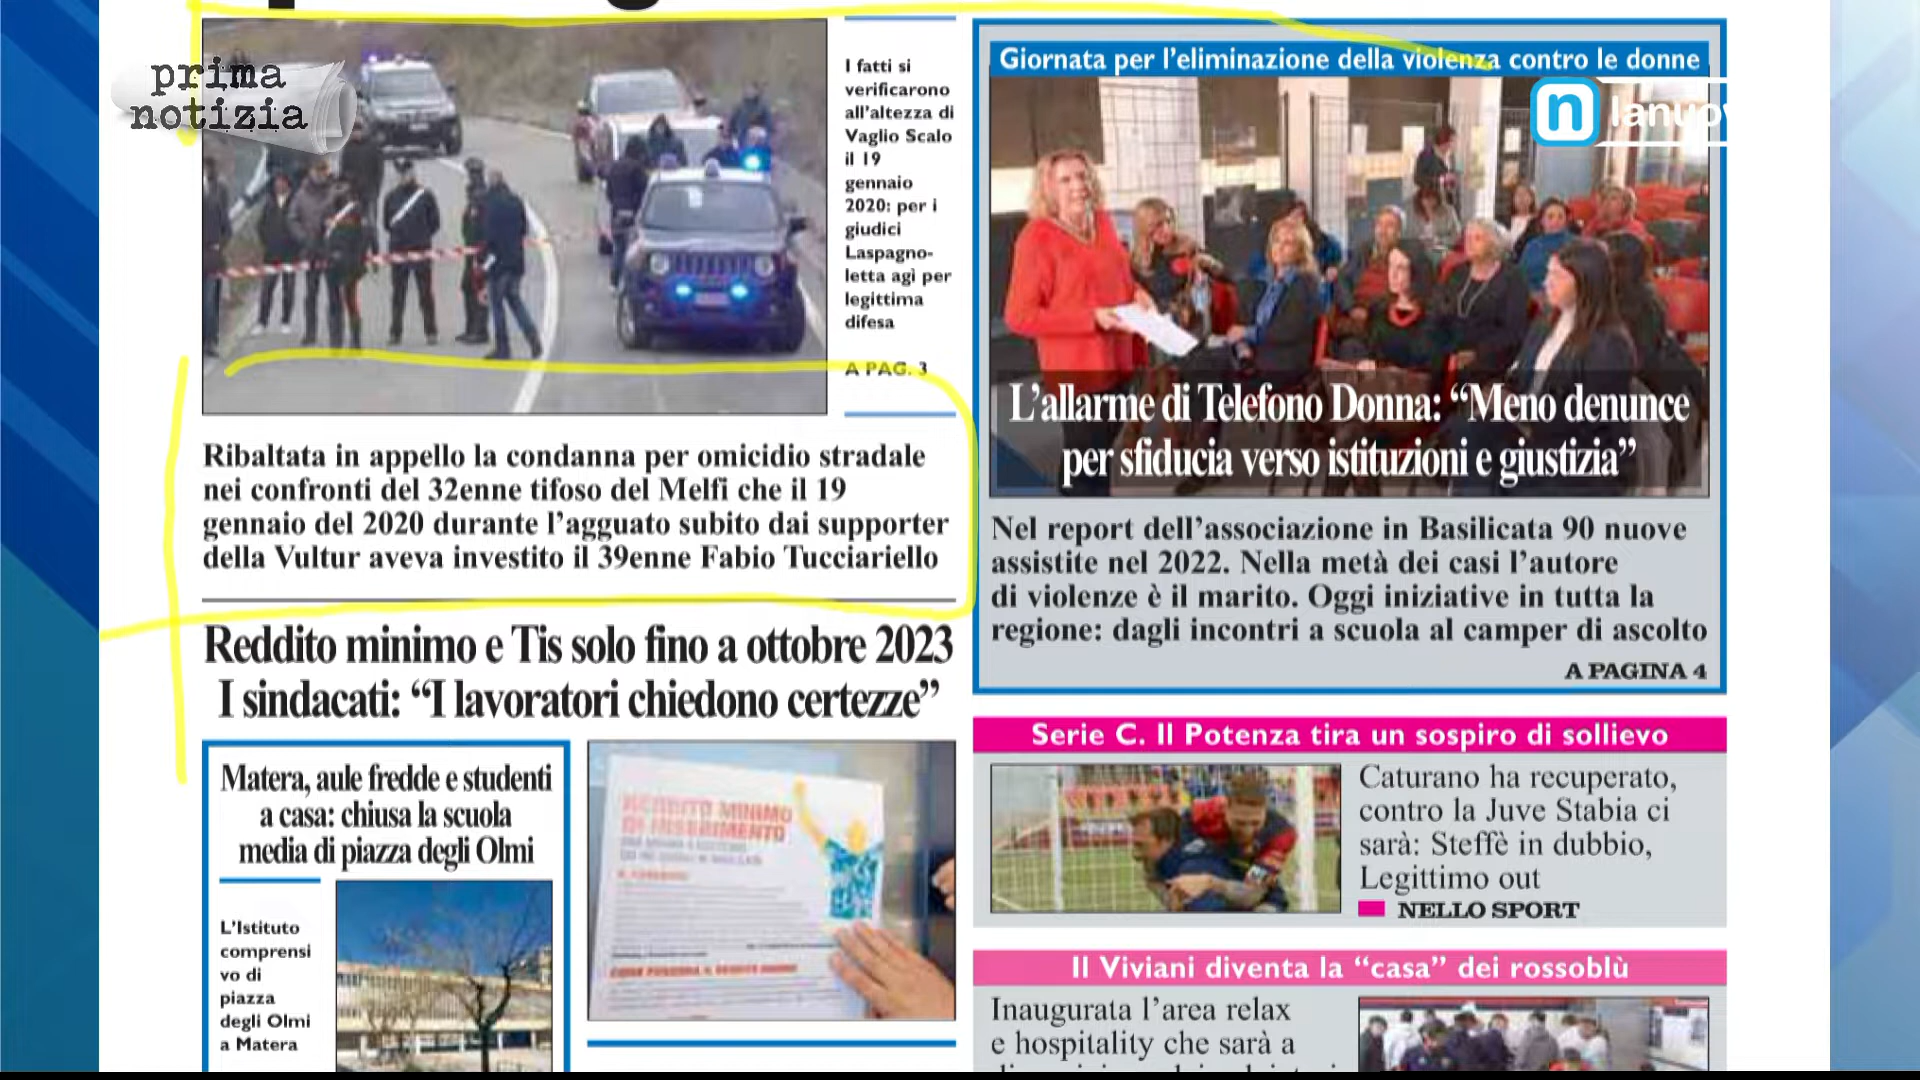 prima
notizia
I fatti si
verificarono
all'altezza di
Vaglio Scalo
il 19
gennaio
2020: per i
giudici
Laspagno-
letta agì per
legittima
difesa
A PAG. 3
Ribaltata in appello la condanna per omicidio stradale
nei confronti del 32enne tifoso del Melfi che il 19
gennaio del 2020 durante l'agguato subito dai supporter
della Vultur aveva investito il 39enne Fabio Tucciariello
Reddito minimo e Tis solo fino a ottobre 2023
I sindacati: “I lavoratori chiedono certezze”
Matera, aule fredde e studenti
a casa: chiusa la scuola
media di piazza degli Olmi
L'Istituto
comprensi
vo di
piazza
degli Olmi
a Matera
REDDITO MINIMO
DI INSERIMENTO
Giornata per l'eliminazione della violenza contro le donne
n lanuov
L'allarme di Telefono Donna: “Meno denunce
per sfiducia verso istituzioni e giustizia”
Nel report dell'associazione in Basilicata 90 nuove
assistite nel 2022. Nella metà dei casi l'autore
di violenze è il marito. Oggi iniziative in tutta la
regione: dagli incontri a scuola al camper di ascolto
A PAGINA 4
Serie C. Il Potenza tira un sospiro di sollievo
Caturano ha recuperato,
contro la Juve Stabia ci
sarà: Steffè in dubbio,
Legittimo out
NELLO SPORT
Il Viviani diventa la “casa” dei rossoblù
Inaugurata l'area relax
e hospitality che sarà a